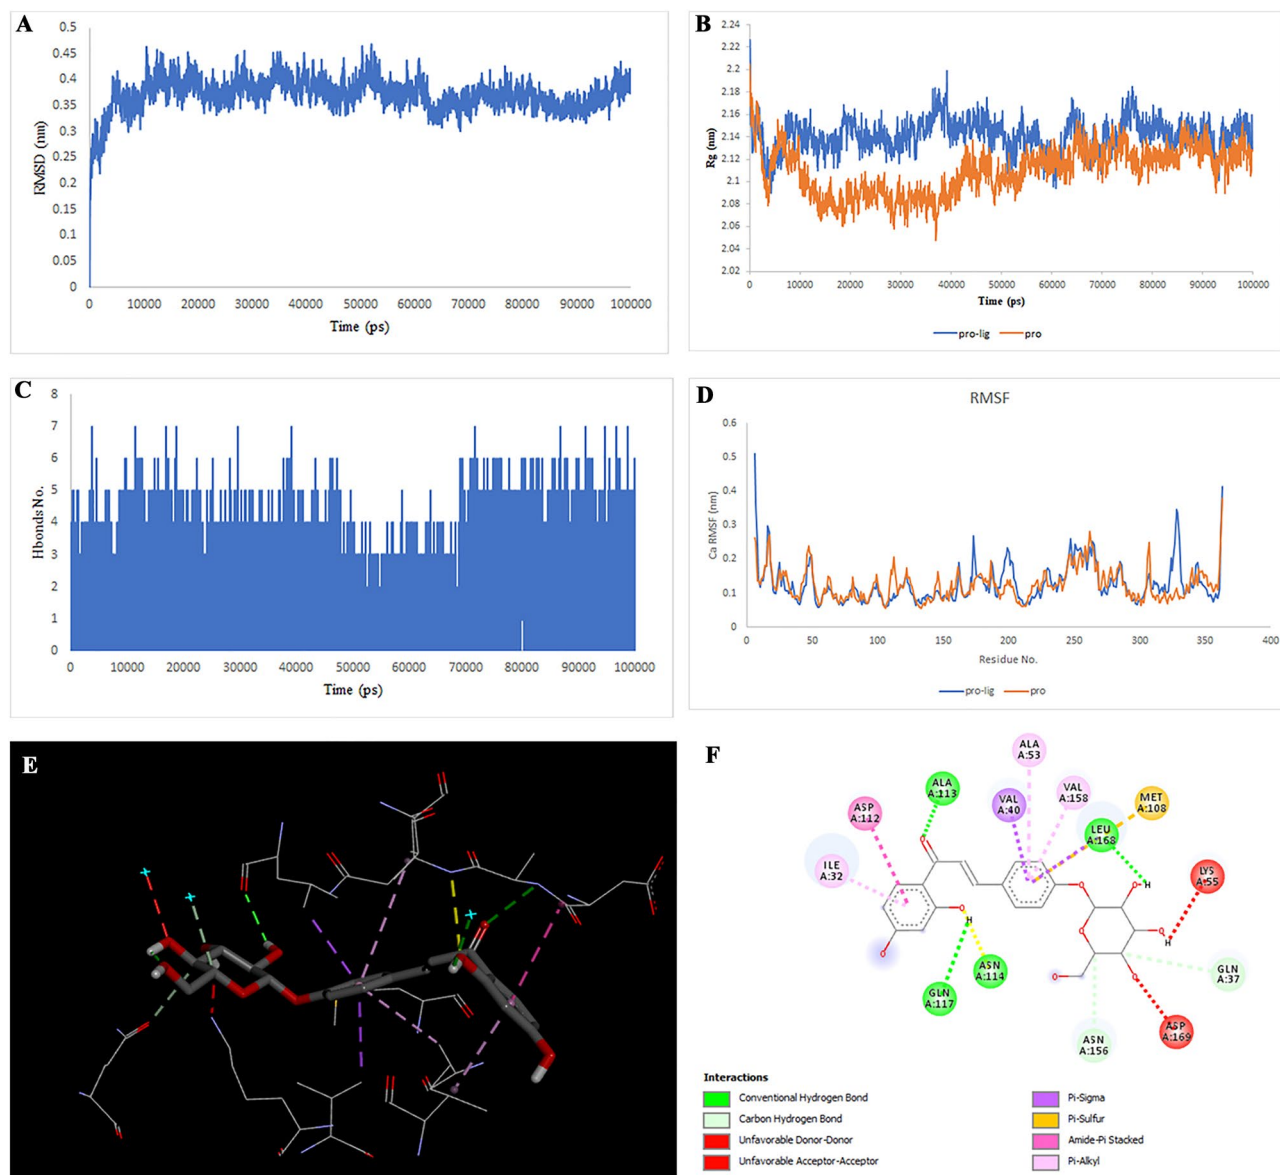 A
RMSD (nm)
0.5
0.45
0.4
0.35
0.3
0.25
0.2
0.15
0.1
0.05
0
0 10000 20000 30000 40000 50000 60000 70000 80000 90000 100000
Time (ps)
B
Rg (nm)
2.24
2.22
2.2
2.18
2.16
2.14
2.12
2.1
2.08
2.06
2.04
2.02
0 10000 20000 30000 40000 50000 60000 70000 80000 90000 100000
Time (ps)
pro-lig pro
C
Hbonds No.
8
7
6
5
4
3
2
1
0
0 10000 20000 30000 40000 50000 60000 70000 80000 90000 100000
Time (ps)
D
RMSF
Ca RMSF (nm)
0.6
0.5
0.4
0.3
0.2
0.1
0
0 50 100 150 200 250 300 350 400
Residue No.
pro-lig pro
E
F
ALA
A:53
ALA
A:113
VAL
A:40
VAL
A:158
MET
A:108
ASP
A:112
LEU
A:168
ILE
A:32
LYS
A:55
O
O
O
O
H
O
H
O
H
O
O
O
ASN
A:114
GLN
A:117
GLN
A:37
ASP
A:169
ASN
A:156
Interactions
Conventional Hydrogen Bond
Carbon Hydrogen Bond
Unfavorable Donor-Donor
Unfavorable Acceptor-Acceptor
Pi-Sigma
Pi-Sulfur
Amide-Pi Stacked
Pi-Alkyl